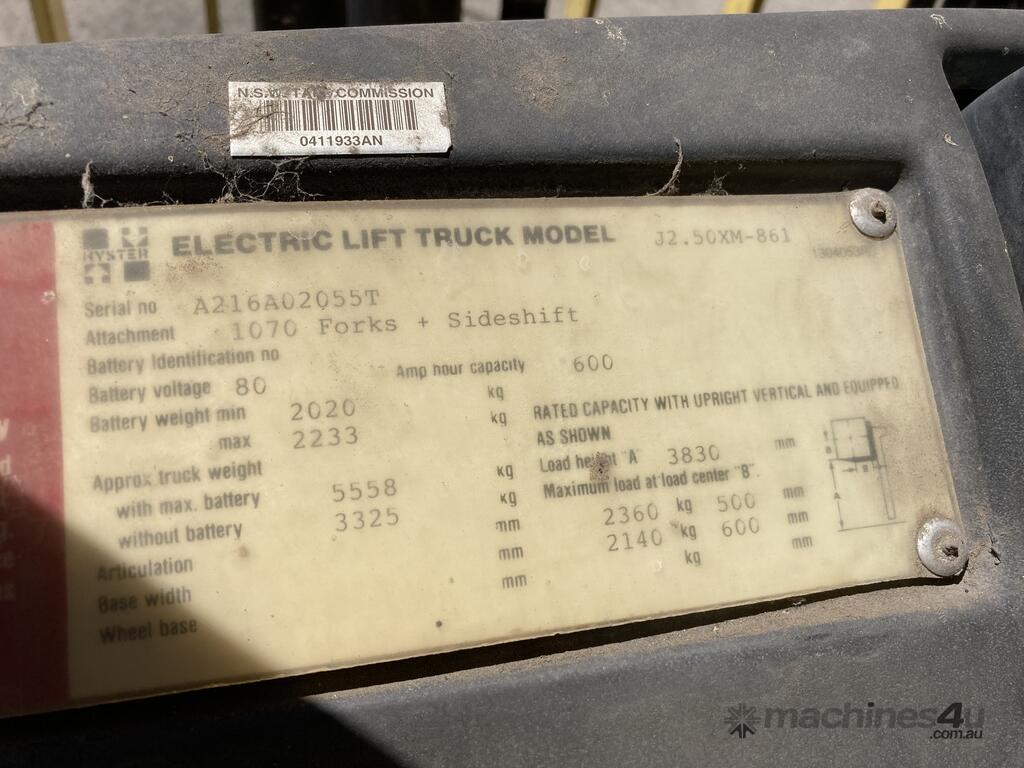 N.S.W. TAFE COMMISSION
0411933AN
HYSTER
ELECTRIC LIFT TRUCK MODEL J2.50XM-861
Serial no A216A02055T
Attachment 1070 Forks + Sideshift
Battery Identification no
Battery voltage 80 Amp hour capacity 600
Battery weight min 2020 kg
max 2233 kg
Approx truck weight
with max. battery 5558 kg
without battery 3325 kg
Articulation mm
Base width mm
Wheel base mm
RATED CAPACITY WITH UPRIGHT VERTICAL AND EQUIPPED
AS SHOWN
Load height "A" 3830 mm
Maximum load at load center "B".
2360 kg 500 mm
2140 kg 600 mm
kg mm
B
A
machines4u
.com.au